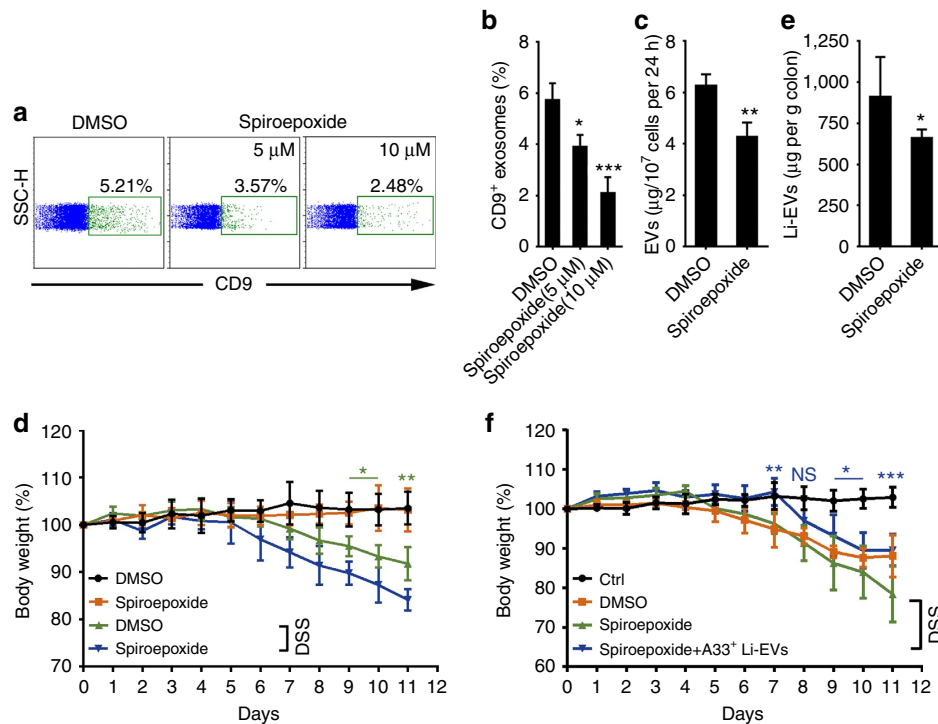 a
DMSO
Spiroepoxide
5 µM
10 µM
5.21%
3.57%
2.48%
SSC-H
CD9
b
CD9+ exosomes (%)
8
6
4
2
0
DMSO
Spiroepoxide(5 µM)
Spiroepoxide(10 µM)
*
***
c
EVs (µg/10⁷ cells per 24 h)
8
6
4
2
0
DMSO
Spiroepoxide
**
e
Li-EVs (µg per g colon)
1,250
1,000
750
500
250
0
DMSO
Spiroepoxide
*
d
Body weight (%)
120
110
100
90
80
70
* **
DMSO
Spiroepoxide
DMSO
Spiroepoxide
DSS
0 1 2 3 4 5 6 7 8 9 10 11 12
Days
f
Body weight (%)
120
110
100
90
80
70
60
** NS * ***
Ctrl
DMSO
Spiroepoxide
Spiroepoxide+A33+ Li-EVs
DSS
0 1 2 3 4 5 6 7 8 9 10 11 12
Days